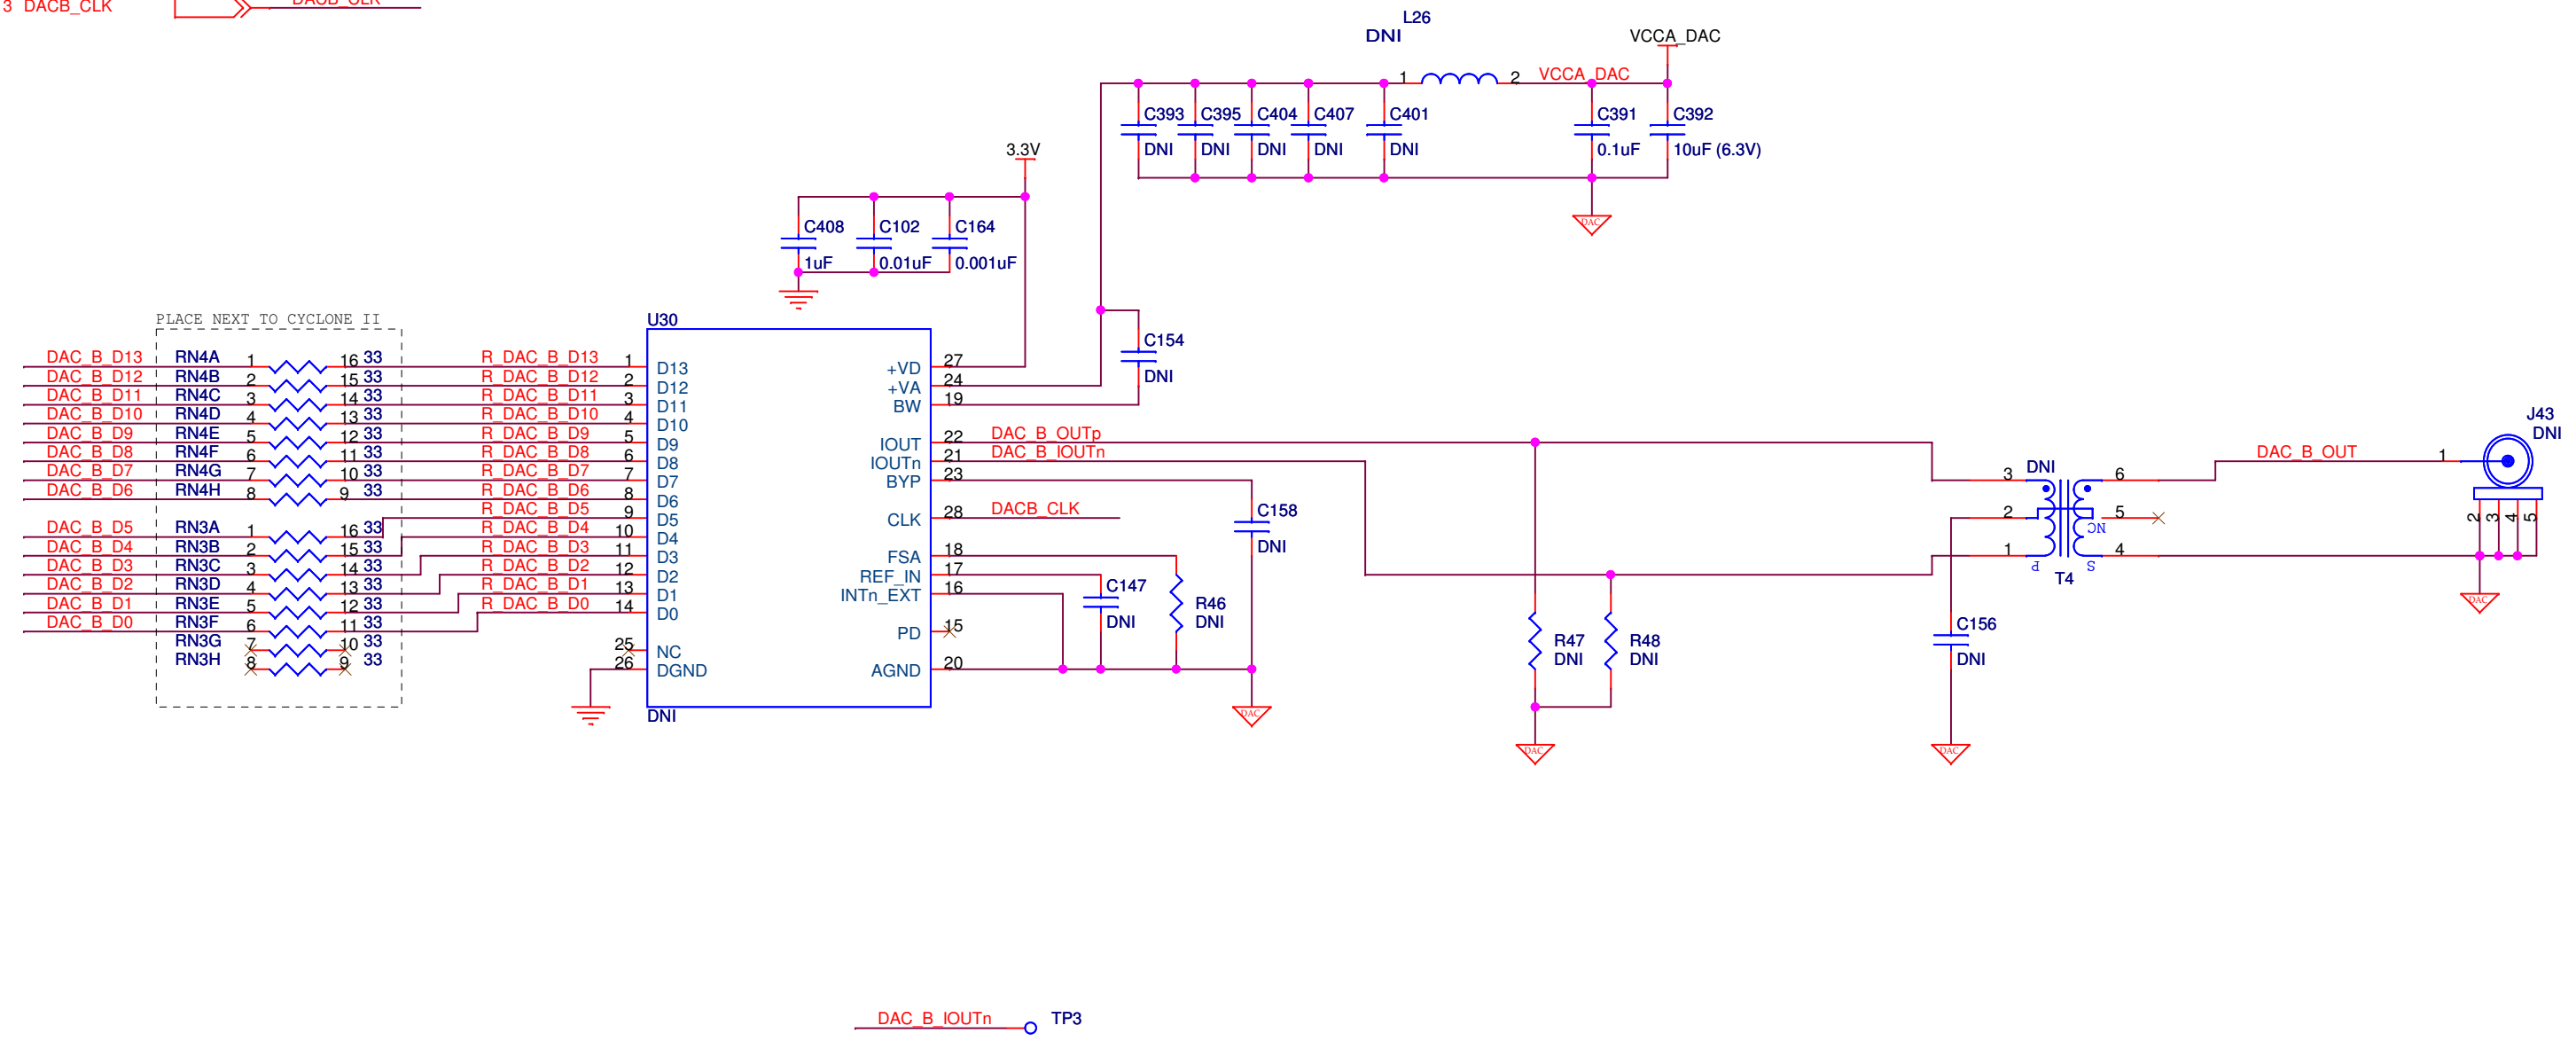 3 DACB_CLK
DACB_CLK
L26
DNI
VCCA_DAC
1
2
VCCA_DAC
C393
DNI
C395
DNI
C404
DNI
C407
DNI
C401
DNI
C391
0.1uF
C392
10uF (6.3V)
DAC
3.3V
C408
1uF
C102
0.01uF
C164
0.001uF
PLACE NEXT TO CYCLONE II
DAC_B_D13 RN4A 1 16 33 R_DAC_B_D13 1 D13
DAC_B_D12 RN4B 2 15 33 R_DAC_B_D12 2 D12
DAC_B_D11 RN4C 3 14 33 R_DAC_B_D11 3 D11
DAC_B_D10 RN4D 4 13 33 R_DAC_B_D10 4 D10
DAC_B_D9 RN4E 5 12 33 R_DAC_B_D9 5 D9
DAC_B_D8 RN4F 6 11 33 R_DAC_B_D8 6 D8
DAC_B_D7 RN4G 7 10 33 R_DAC_B_D7 7 D7
DAC_B_D6 RN4H 8 9 33 R_DAC_B_D6 8 D6
R_DAC_B_D5 9 D5
DAC_B_D5 RN3A 1 16 33 R_DAC_B_D4 10 D4
DAC_B_D4 RN3B 2 15 33 R_DAC_B_D3 11 D3
DAC_B_D3 RN3C 3 14 33 R_DAC_B_D2 12 D2
DAC_B_D2 RN3D 4 13 33 R_DAC_B_D1 13 D1
DAC_B_D1 RN3E 5 12 33 R_DAC_B_D0 14 D0
DAC_B_D0 RN3F 6 11 33
RN3G 7 10 33
RN3H 8 9 33
25 NC
26 DGND
U30
DNI
+VD 27
+VA 24
BW 19
IOUT 22 DAC_B_OUTp
IOUTn 21 DAC_B_IOUTn
BYP 23
CLK 28 DACB_CLK
FSA 18
REF_IN 17
INTn_EXT 16
PD 15
AGND 20
C154
DNI
C158
DNI
C147
DNI
R46
DNI
DAC
R47
DNI
R48
DNI
DAC
C156
DNI
DAC
DNI
3
2
1
P
6
5
4
NC
S
T4
DAC_B_OUT
1
J43
DNI
2
3
4
5
DAC
DAC_B_IOUTn TP3